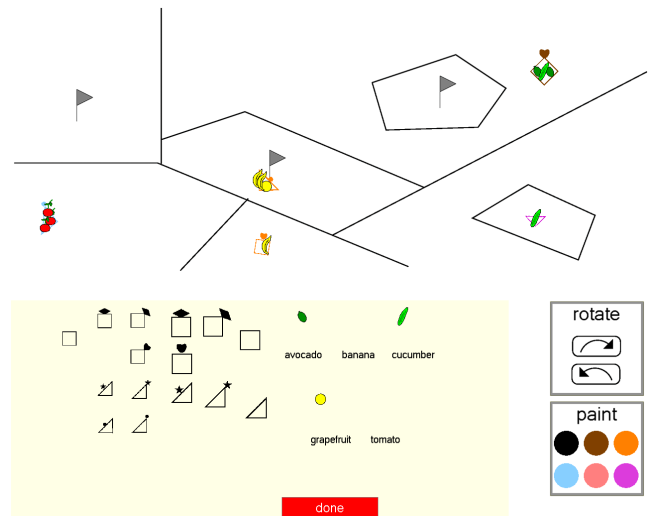 rotate
avocado banana cucumber
paint
grapefruit tomato
done